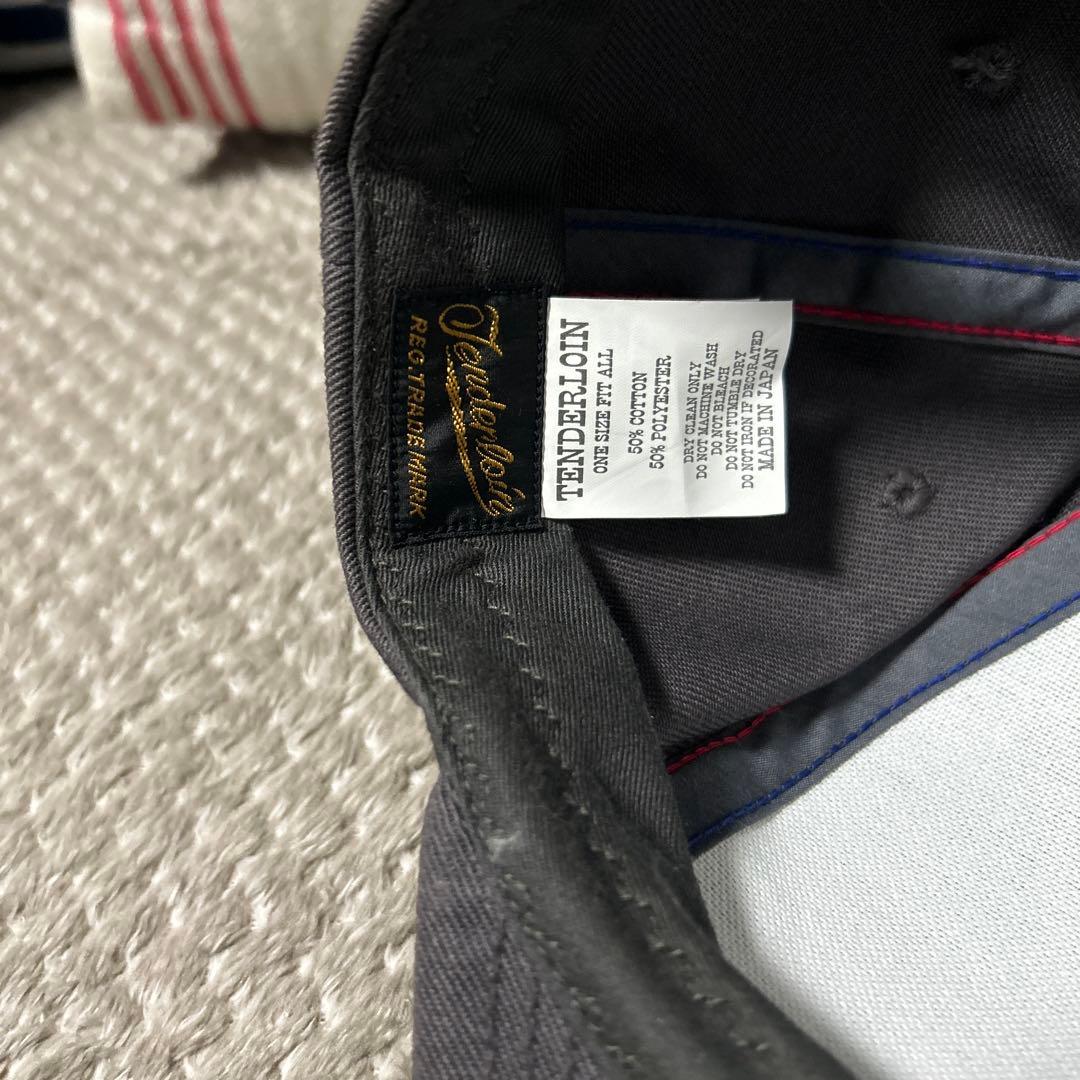 Tenderloin
REG. TRADE MARK
TENDERLOIN
ONE SIZE FIT ALL
50% COTTON
50% POLYESTER
DRY CLEAN ONLY
DO NOT MACHINE WASH
DO NOT BLEACH
DO NOT TUMBLE DRY
DO NOT IRON IF DECORATED
MADE IN JAPAN